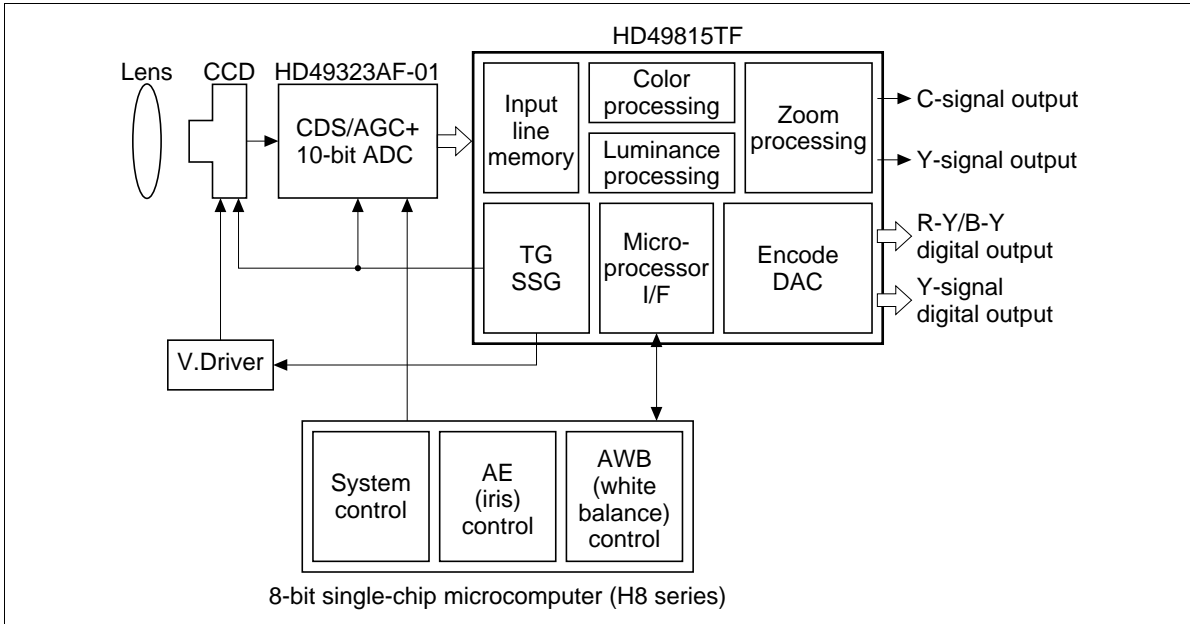 HD49815TF
Lens
CCD
HD49323AF-01
CDS/AGC+
10-bit ADC
Input
line
memory
Color
processing
Luminance
processing
Zoom
processing
C-signal output
Y-signal output
TG
SSG
Micro-
processor
I/F
Encode
DAC
R-Y/B-Y
digital output
Y-signal
digital output
V.Driver
System
control
AE
(iris)
control
AWB
(white
balance)
control
8-bit single-chip microcomputer (H8 series)